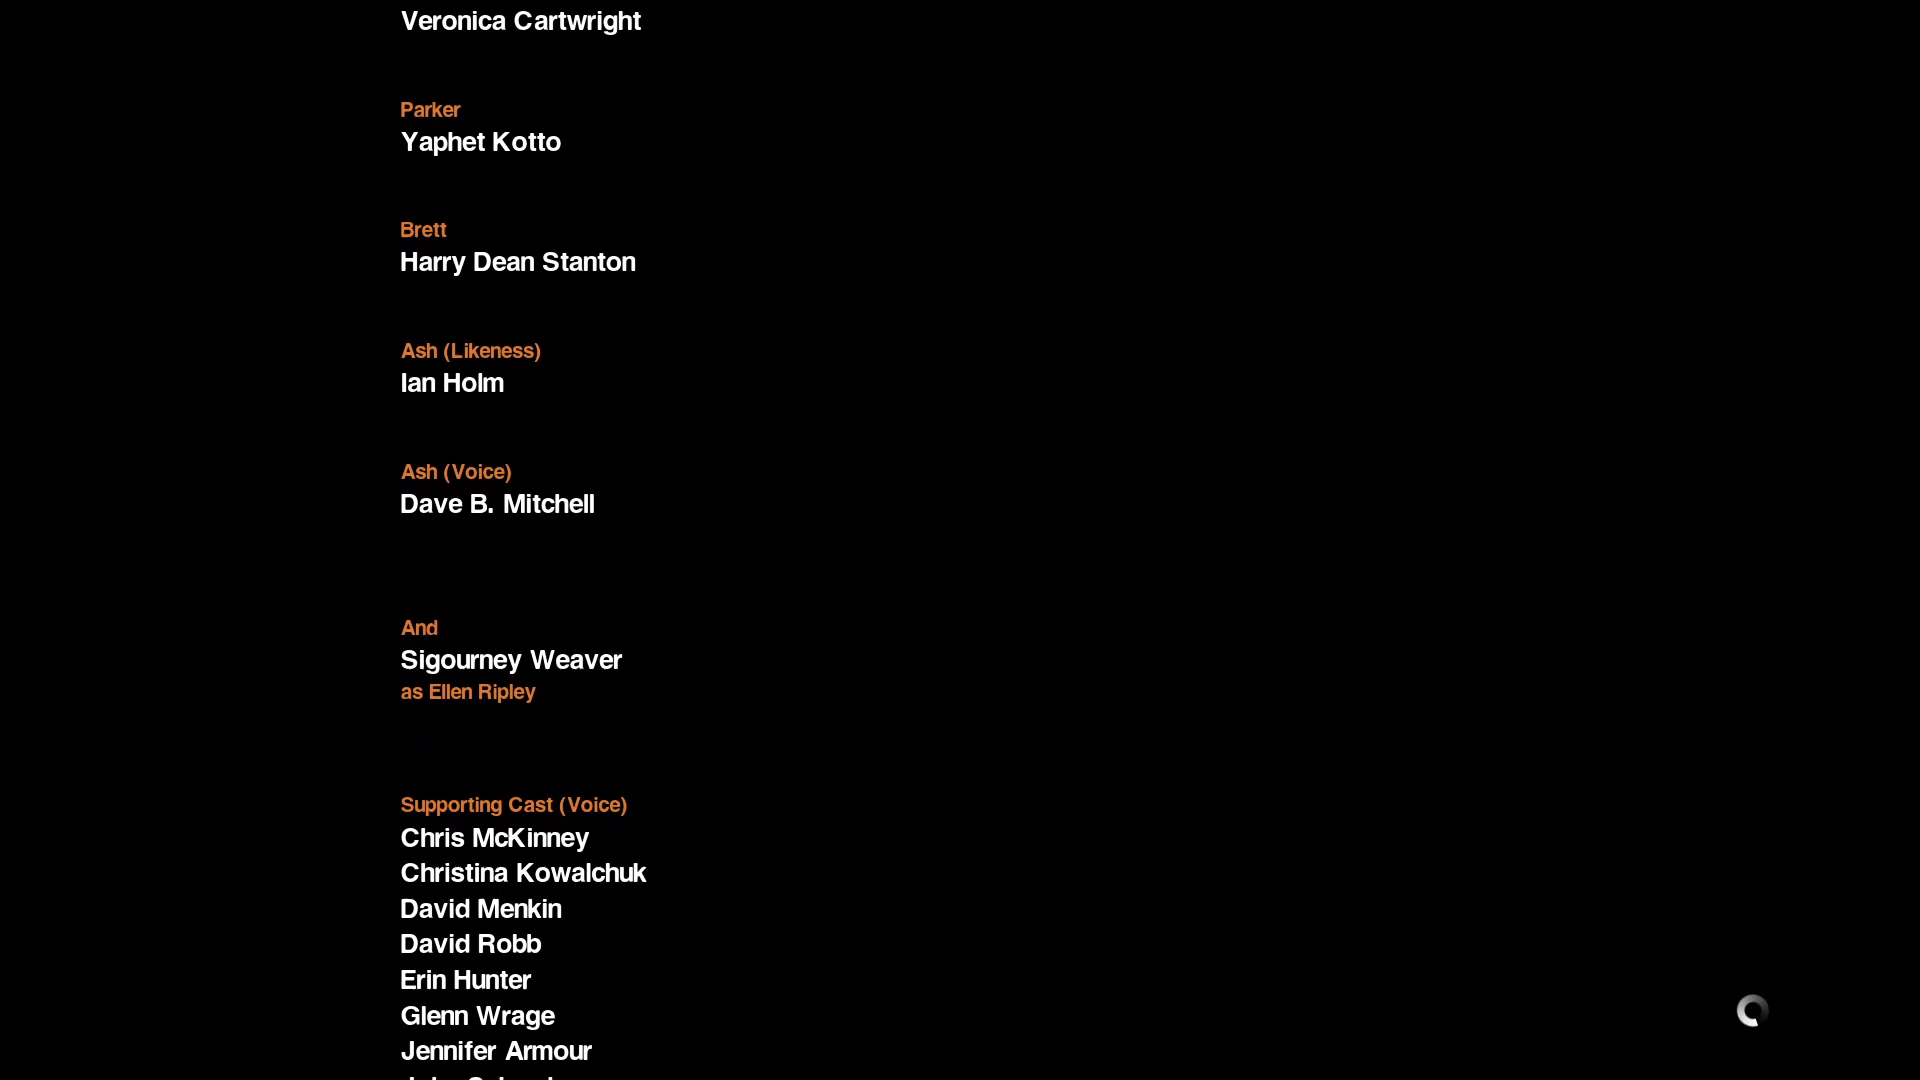 Veronica Cartwright
Parker
Yaphet Kotto
Brett
Harry Dean Stanton
Ash (Likeness)
Ian Holm
Ash (Voice)
Dave B. Mitchell
And
Sigourney Weaver
as Ellen Ripley
Supporting Cast (Voice)
Chris McKinney
Christina Kowalchuk
David Menkin
David Robb
Erin Hunter
Glenn Wrage
Jennifer Armour